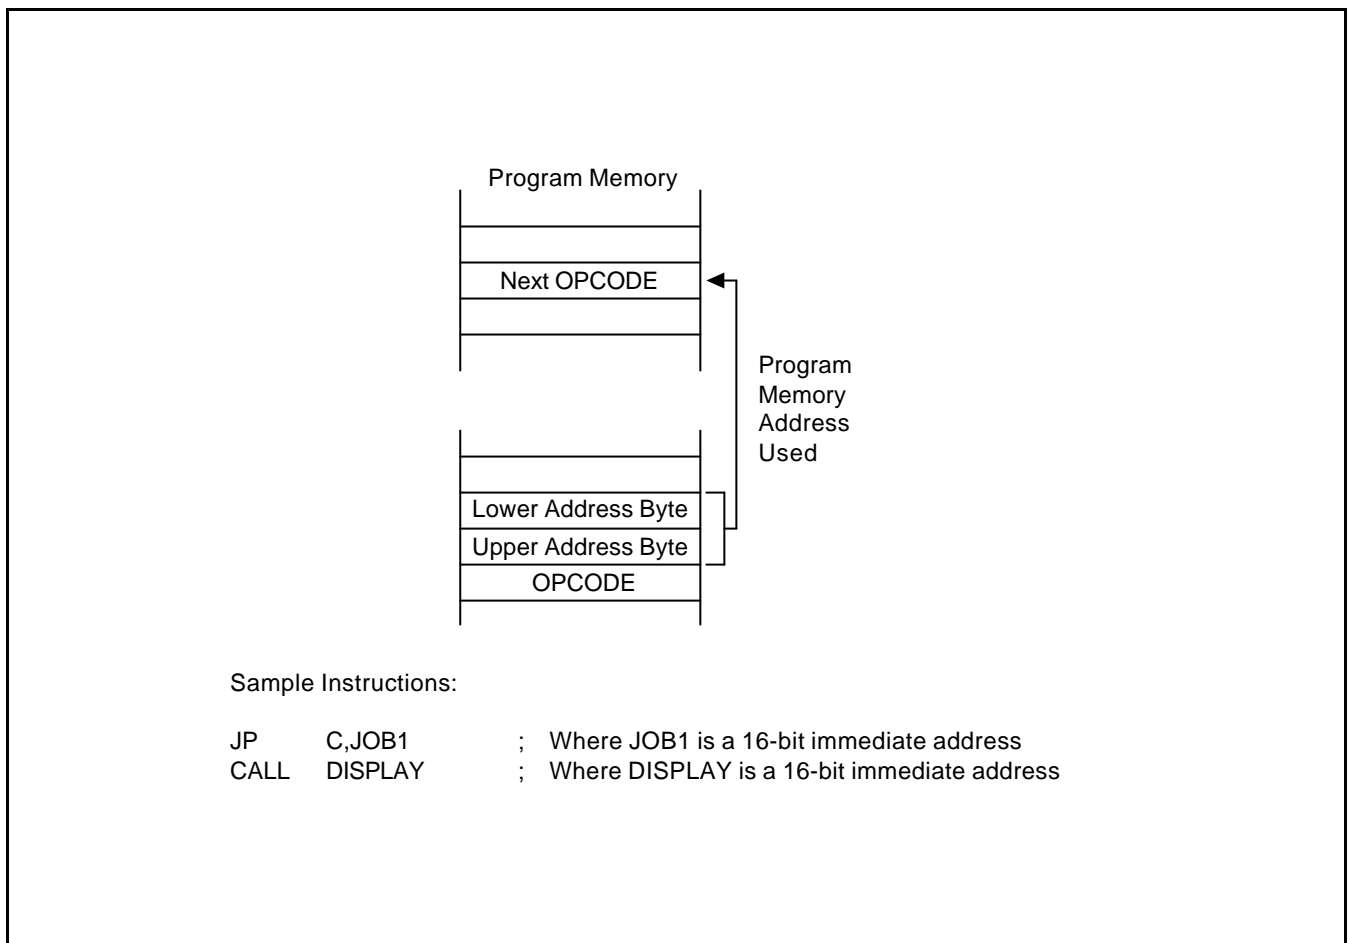 Program Memory
Next OPCODE
Program
Memory
Address
Used
Lower Address Byte
Upper Address Byte
OPCODE
Sample Instructions:
JP C,JOB1 ; Where JOB1 is a 16-bit immediate address
CALL DISPLAY ; Where DISPLAY is a 16-bit immediate address